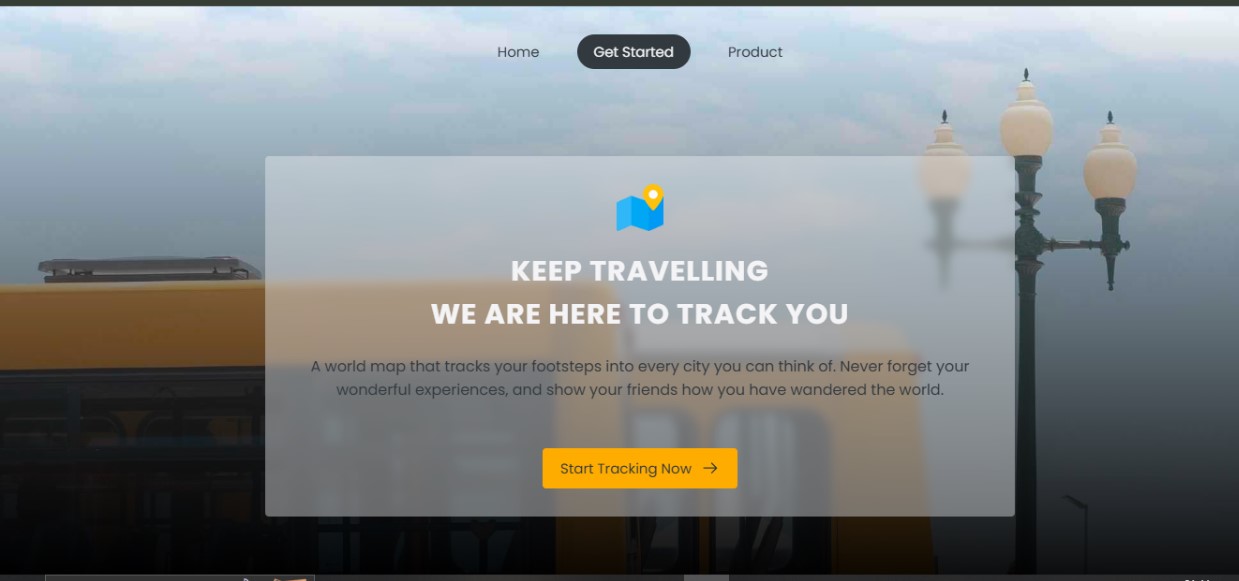 Home
Get Started
Product
KEEP TRAVELLING
WE ARE HERE TO TRACK YOU
A world map that tracks your footsteps into every city you can think of. Never forget your
wonderful experiences, and show your friends how you have wandered the world.
Start Tracking Now →